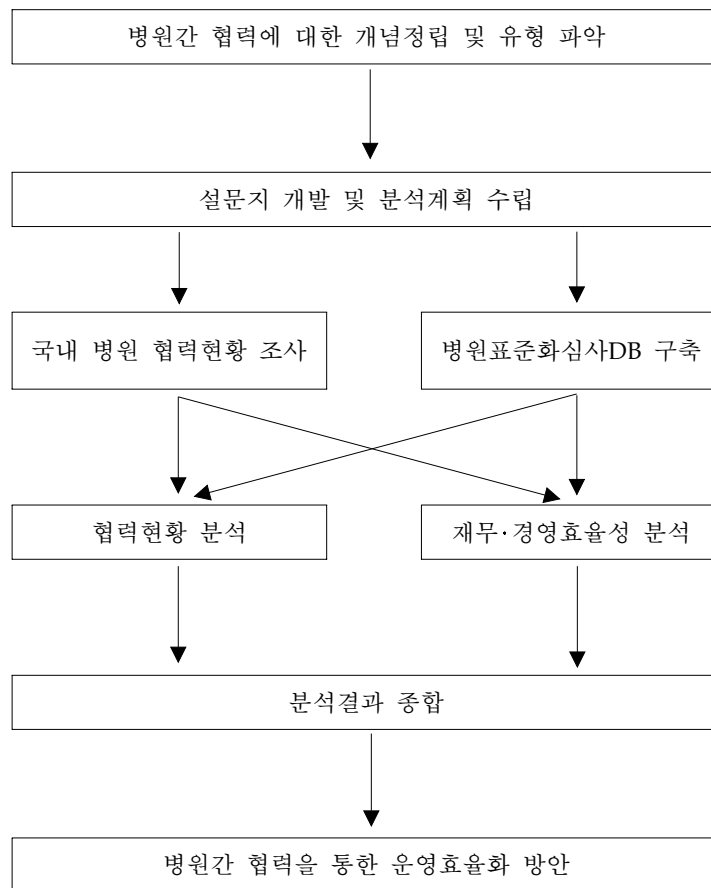 병원간 협력에 대한 개념정립 및 유형 파악
설문지 개발 및 분석계획 수립
국내 병원 협력현황 조사
병원표준화심사DB 구축
협력현황 분석
재무·경영효율성 분석
분석결과 종합
병원간 협력을 통한 운영효율화 방안